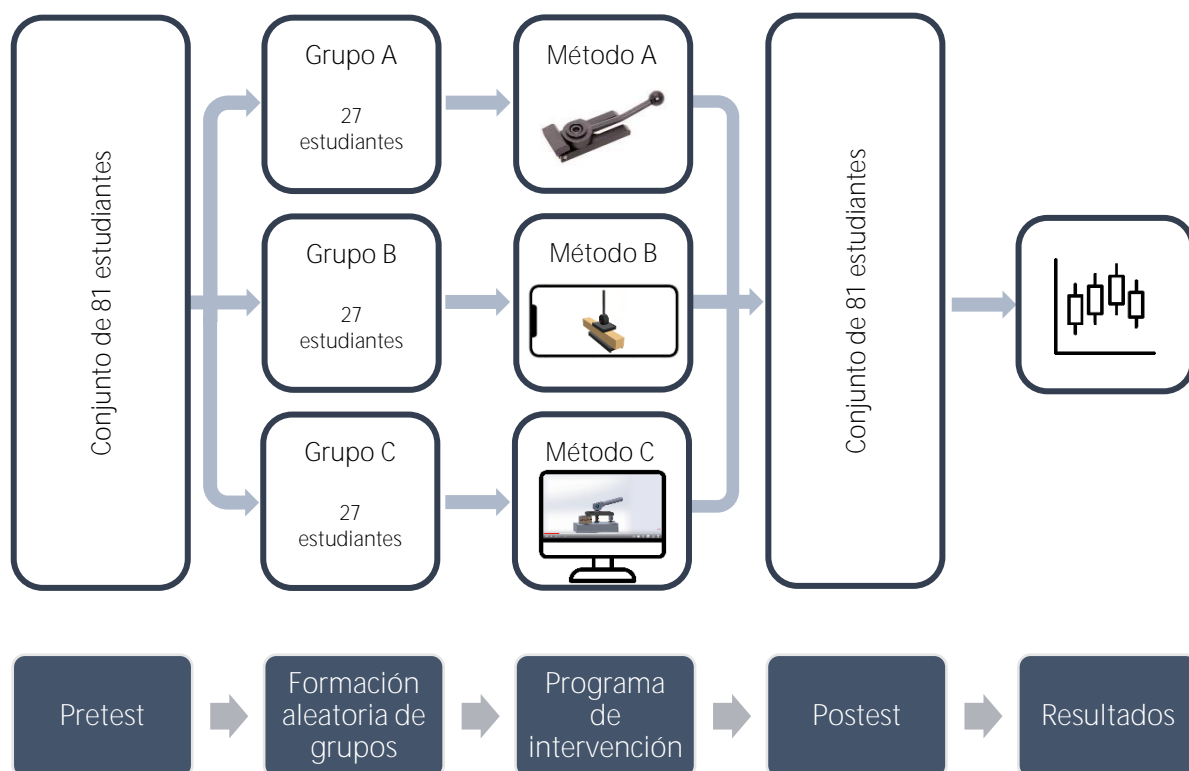 Conjunto de 81 estudiantes
Grupo A
27
estudiantes
Método A
Grupo B
27
estudiantes
Método B
Grupo C
27
estudiantes
Método C
Conjunto de 81 estudiantes
Pretest
Formación
aleatoria de
grupos
Programa
de
intervención
Postest
Resultados